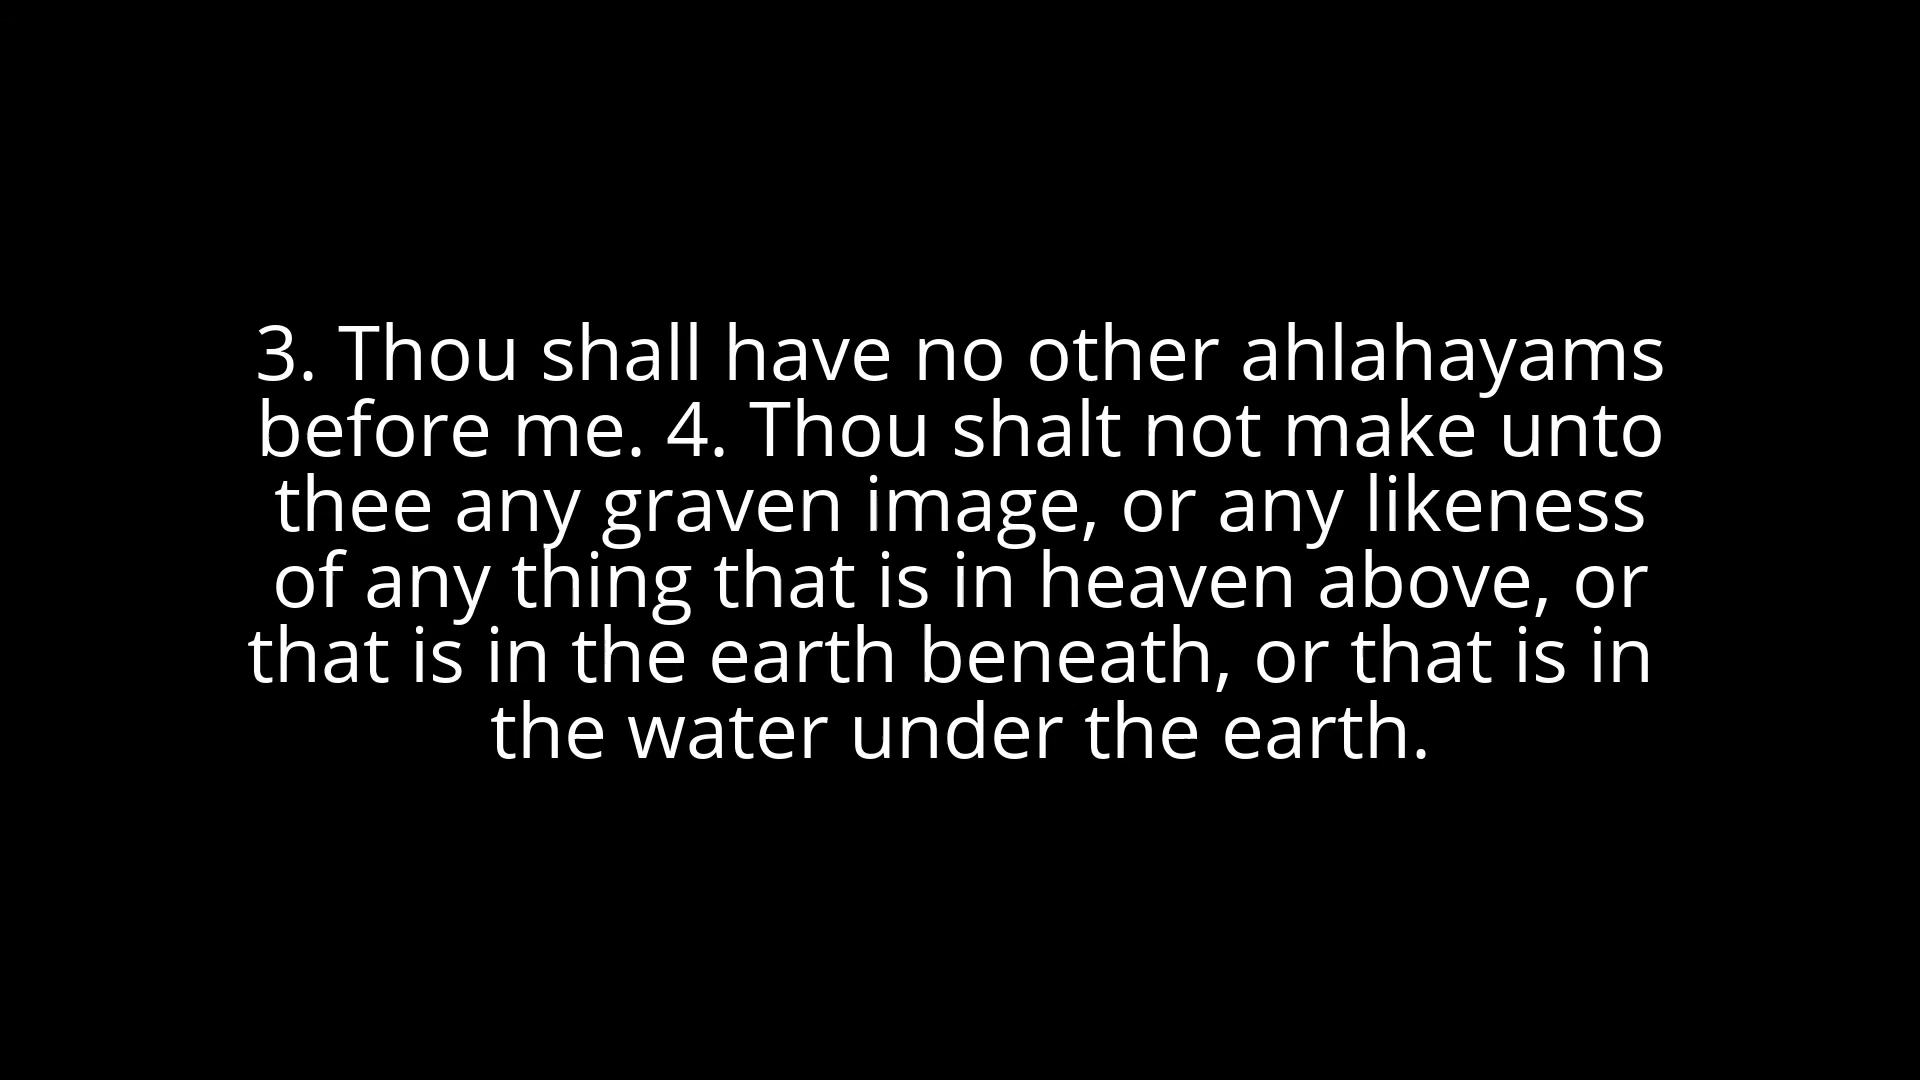 3. Thou shall have no other ahlahayams
before me. 4. Thou shalt not make unto
thee any graven image, or any likeness
of any thing that is in heaven above, or
that is in the earth beneath, or that is in
the water under the earth.